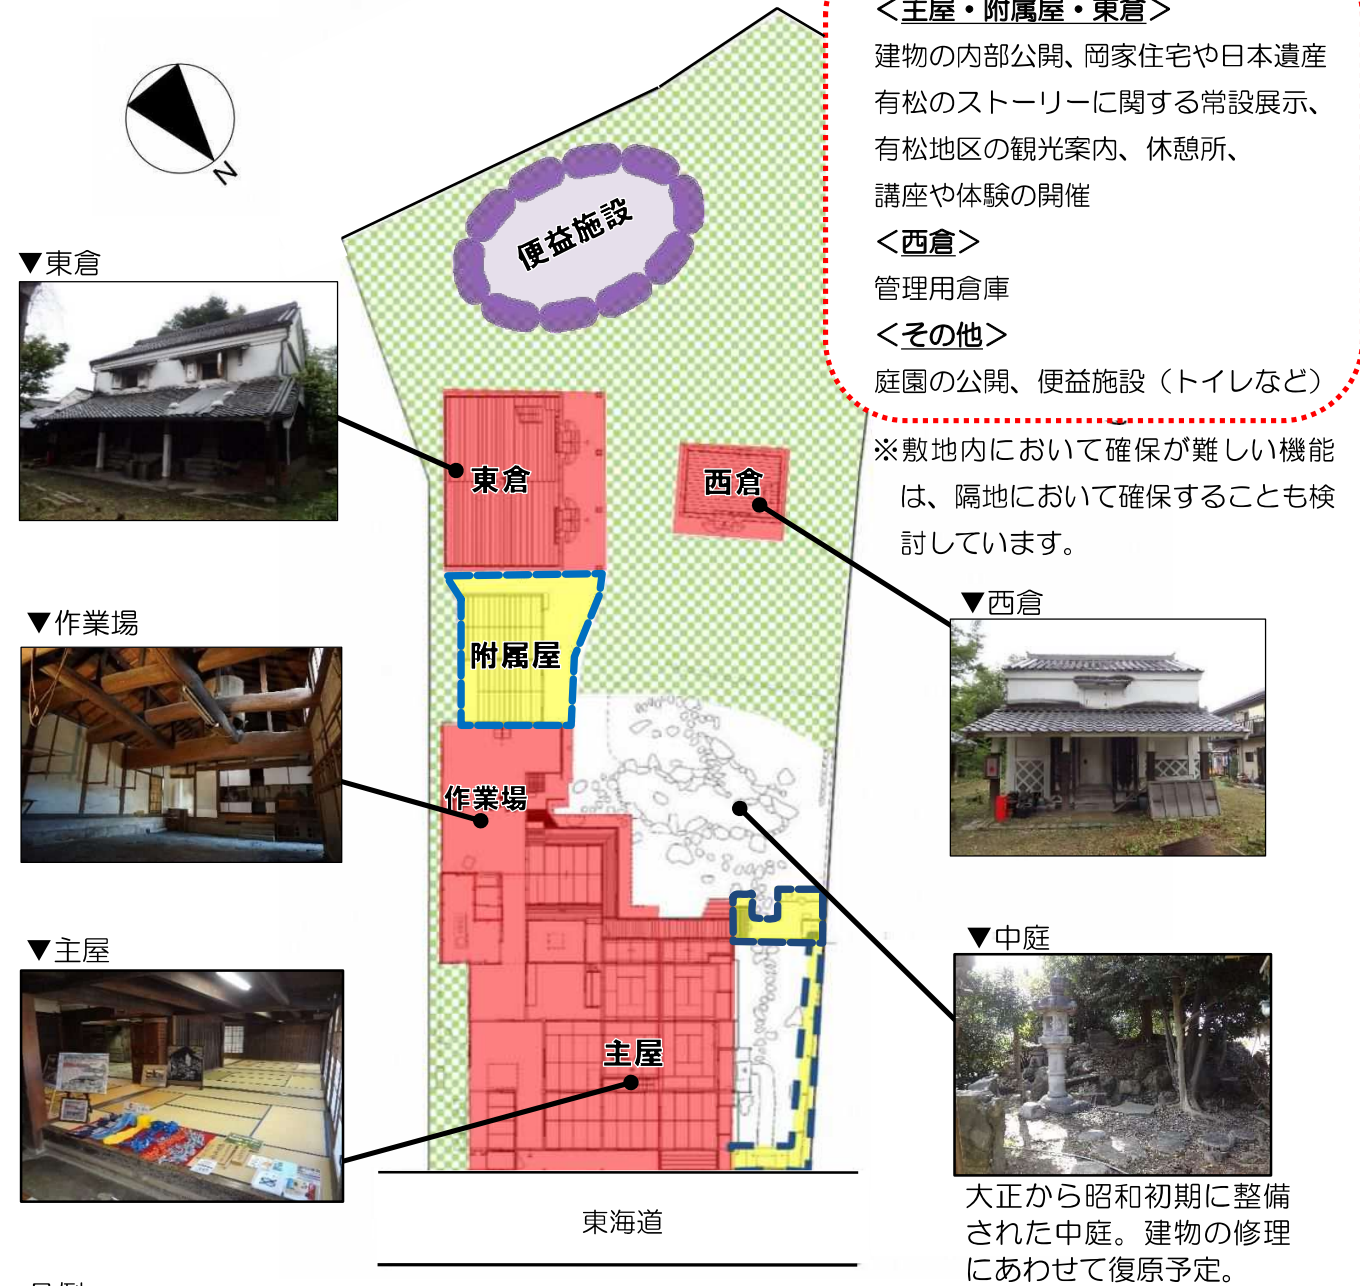 <主屋・附属屋・東倉>
建物の内部公開、岡家住宅や日本遺産
有松のストーリーに関する常設展示、
有松地区の観光案内、休憩所、
講座や体験の開催
<西倉>
管理用倉庫
<その他>
庭園の公開、便益施設（トイレなど）
※敷地内において確保が難しい機能
は、隔地において確保することも検
討しています。
N
便益施設
▼東倉
東倉
西倉
▼西倉
附属屋
▼作業場
作業場
▼主屋
主屋
▼中庭
大正から昭和初期に整備
された中庭。建物の修理
にあわせて復原予定。
東海道